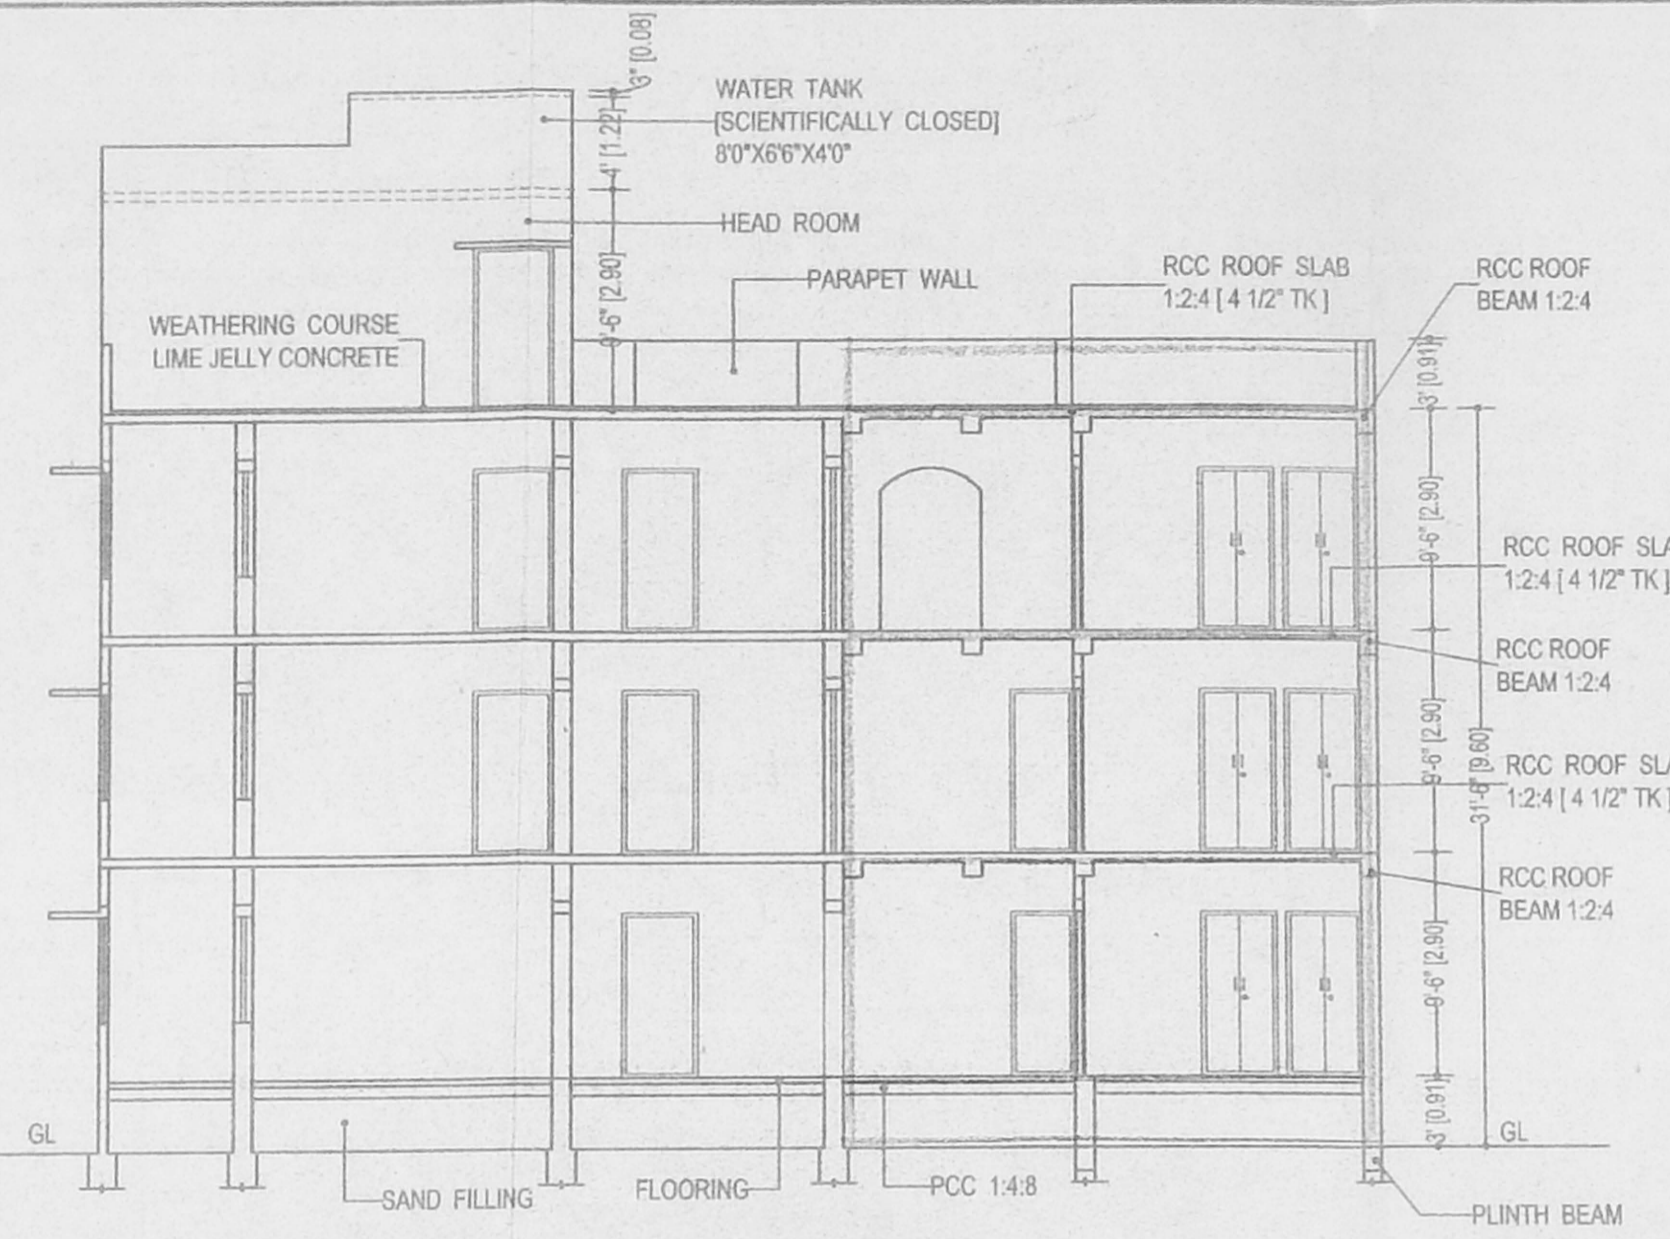 3" [0.08]
WATER TANK
[SCIENTIFICALLY CLOSED]
8'0"X6'6"X4'0"
4' [1.22]
HEAD ROOM
9'-6" [2.90]
PARAPET WALL
RCC ROOF SLAB
1:2:4 [ 4 1/2" TK ]
RCC ROOF
BEAM 1:2:4
WEATHERING COURSE
LIME JELLY CONCRETE
3' [0.91]
9'-6" [2.90]
RCC ROOF SLA
1:2:4 [ 4 1/2" TK ]
RCC ROOF
BEAM 1:2:4
9'-6" [2.90]
31'-6" [9.60]
RCC ROOF SLA
1:2:4 [ 4 1/2" TK ]
RCC ROOF
BEAM 1:2:4
9'-6" [2.90]
3' [0.91]
GL
GL
SAND FILLING
FLOORING
PCC 1:4:8
PLINTH BEAM